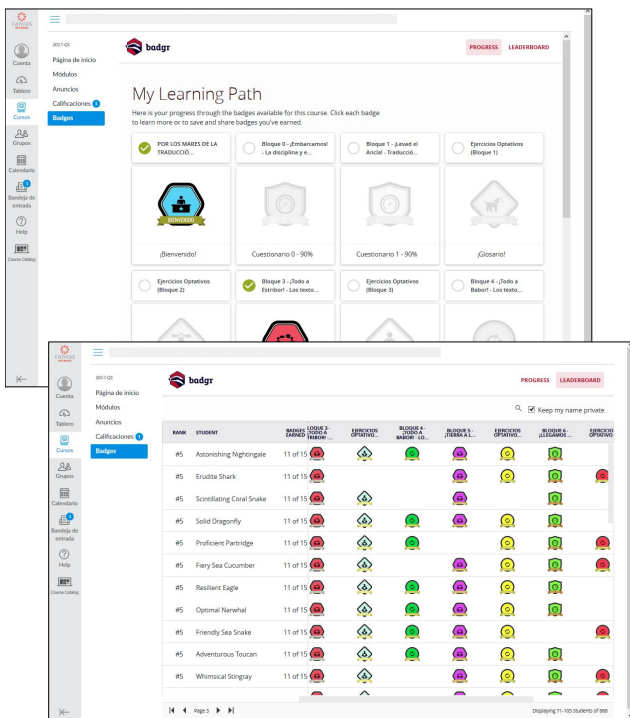 canvas
2017-Q2
badgr
PROGRESS
LEADERBOARD
Cuenta
Tablero
Cursos
Grupos
Calendario
Bandeja de
entrada
Help
Course Catalog
Página de inicio
Módulos
Anuncios
Calificaciones 1
Badges
My Learning Path
Here is your progress through the badges available for this course. Click each badge
to learn more or to save and share badges you've earned.
POR LOS MARES DE LA
TRADUCCIÓ...
Bloque 0 - ¡Embarcamos!
- La disciplina y e...
Bloque 1 - ¡Levad el
Ancla! - Traducció...
Ejercicios Optativos
(Bloque 1)
BIENVENIDO
¡Bienvenido!
Cuestionario 0 - 90%
Cuestionario 1 - 90%
¡Glosario!
Ejercicios Optativos
(Bloque 2)
Bloque 3 - ¡Todo a
Estribor! - Los texto...
Ejercicios Optativos
(Bloque 3)
Bloque 4 - ¡Todo a
Babor! - Los texto...
canvas
2017-Q2
badgr
PROGRESS
LEADERBOARD
Cuenta
Tablero
Cursos
Grupos
Calendario
Bandeja de
entrada
Help
Course Catalog
Página de inicio
Módulos
Anuncios
Calificaciones 1
Badges
Keep my name private
RANK STUDENT BADGES EARNED
LOQUE 3 -
¡TODO A
TRIBOR! -...
EJERCICIOS
OPTATIVO...
BLOQUE 4 -
¡TODO A
BABOR! - LO...
BLOQUE 5 -
¡TIERRA A L...
EJERCICIOS
OPTATIVO...
BLOQUE 6 -
¡LLEGAMOS ...
EJERCICIO
OPTATIVO
#5 Astonishing Nightingale 11 of 15
#5 Erudite Shark 11 of 15
#5 Scintillating Coral Snake 11 of 15
#5 Solid Dragonfly 11 of 15
#5 Proficient Partridge 11 of 15
#5 Fiery Sea Cucumber 11 of 15
#5 Resilient Eagle 11 of 15
#5 Optimal Narwhal 11 of 15
#5 Friendly Sea Snake 11 of 15
#5 Adventurous Toucan 11 of 15
#5 Whimsical Stingray 11 of 15
Page 3
Displaying 71-105 students of 868